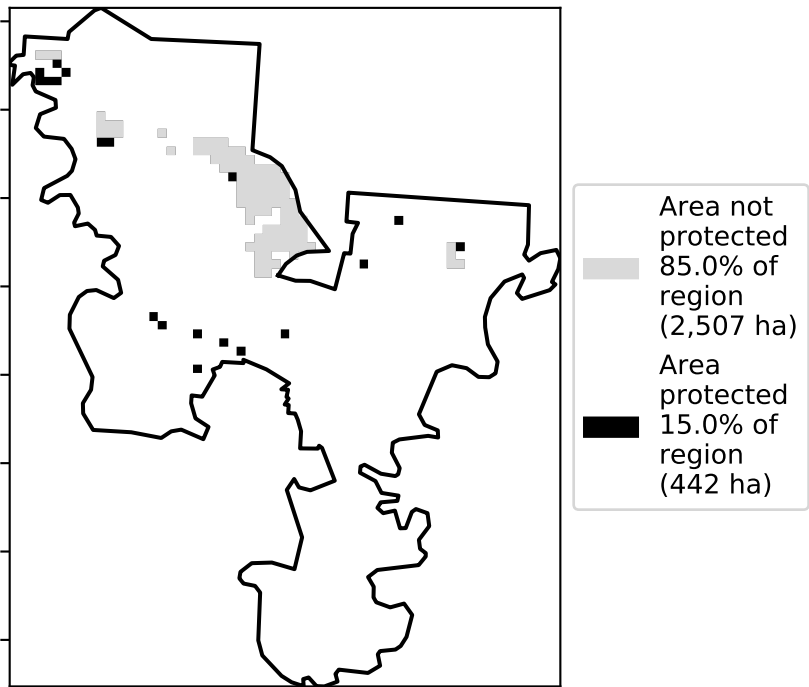 Area not
protected
85.0% of
region
(2,507 ha)
Area
protected
15.0% of
region
(442 ha)